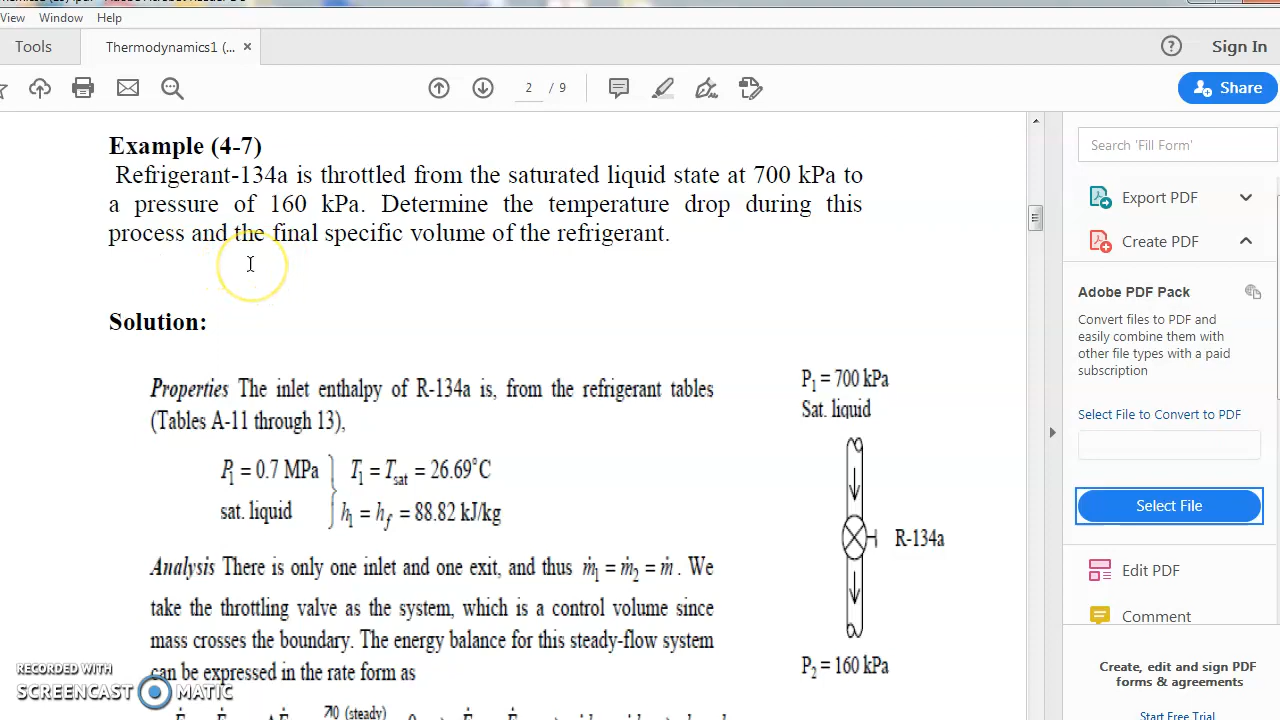 View Window Help
Tools Thermodynamics1 (... × Sign In
2 / 9 Share
Example (4-7)
Refrigerant-134a is throttled from the saturated liquid state at 700 kPa to
a pressure of 160 kPa. Determine the temperature drop during this
process and the final specific volume of the refrigerant.
Solution:
Properties The inlet enthalpy of R-134a is, from the refrigerant tables
(Tables A-11 through 13),
P₁ = 0.7 MPa } T₁ = T_sat = 26.69°C
sat. liquid h₁ = h_f = 88.82 kJ/kg
Analysis There is only one inlet and one exit, and thus ṁ₁ = ṁ₂ = ṁ. We
take the throttling valve as the system, which is a control volume since
mass crosses the boundary. The energy balance for this steady-flow system
can be expressed in the rate form as
70 (steady)
P₁ = 700 kPa
Sat. liquid
R-134a
P₂ = 160 kPa
Search 'Fill Form'
Export PDF
Create PDF
Adobe PDF Pack
Convert files to PDF and
easily combine them with
other file types with a paid
subscription
Select File to Convert to PDF
Select File
Edit PDF
Comment
Create, edit and sign PDF
forms & agreements
Start Free Trial
RECORDED WITH
SCREENCAST MATIC